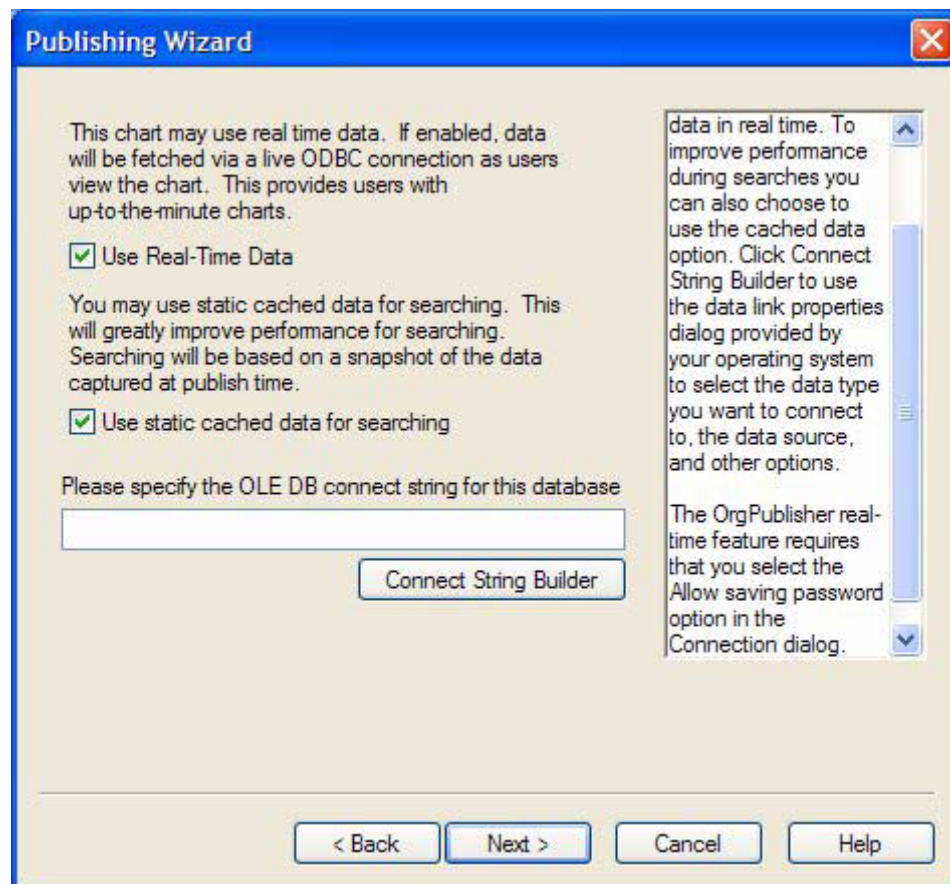 Publishing Wizard
This chart may use real time data. If enabled, data
will be fetched via a live ODBC connection as users
view the chart. This provides users with
up-to-the-minute charts.
Use Real-Time Data
You may use static cached data for searching. This
will greatly improve performance for searching.
Searching will be based on a snapshot of the data
captured at publish time.
Use static cached data for searching
Please specify the OLE DB connect string for this database
Connect String Builder
data in real time. To
improve performance
during searches you
can also choose to
use the cached data
option. Click Connect
String Builder to use
the data link properties
dialog provided by
your operating system
to select the data type
you want to connect
to, the data source,
and other options.
The OrgPublisher real-
time feature requires
that you select the
Allow saving password
option in the
Connection dialog.
< Back
Next >
Cancel
Help